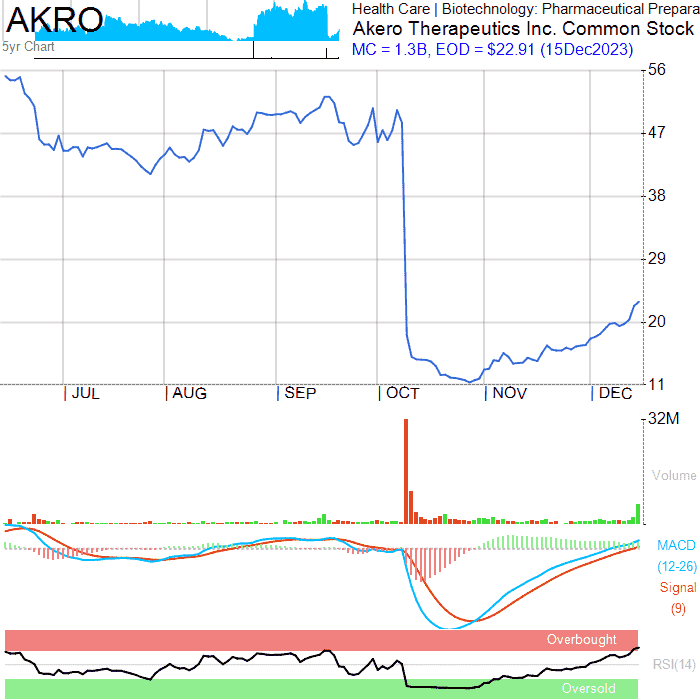 AKRO
5yr Chart
Health Care | Biotechnology: Pharmaceutical Prepara
Akero Therapeutics Inc. Common Stock
MC = 1.3B, EOD = $22.91 (15Dec2023)
56
47
38
29
20
11
JUL
AUG
SEP
OCT
NOV
DEC
32M
Volume
MACD
(12-26)
Signal
(9)
Overbought
RSI(14)
Oversold